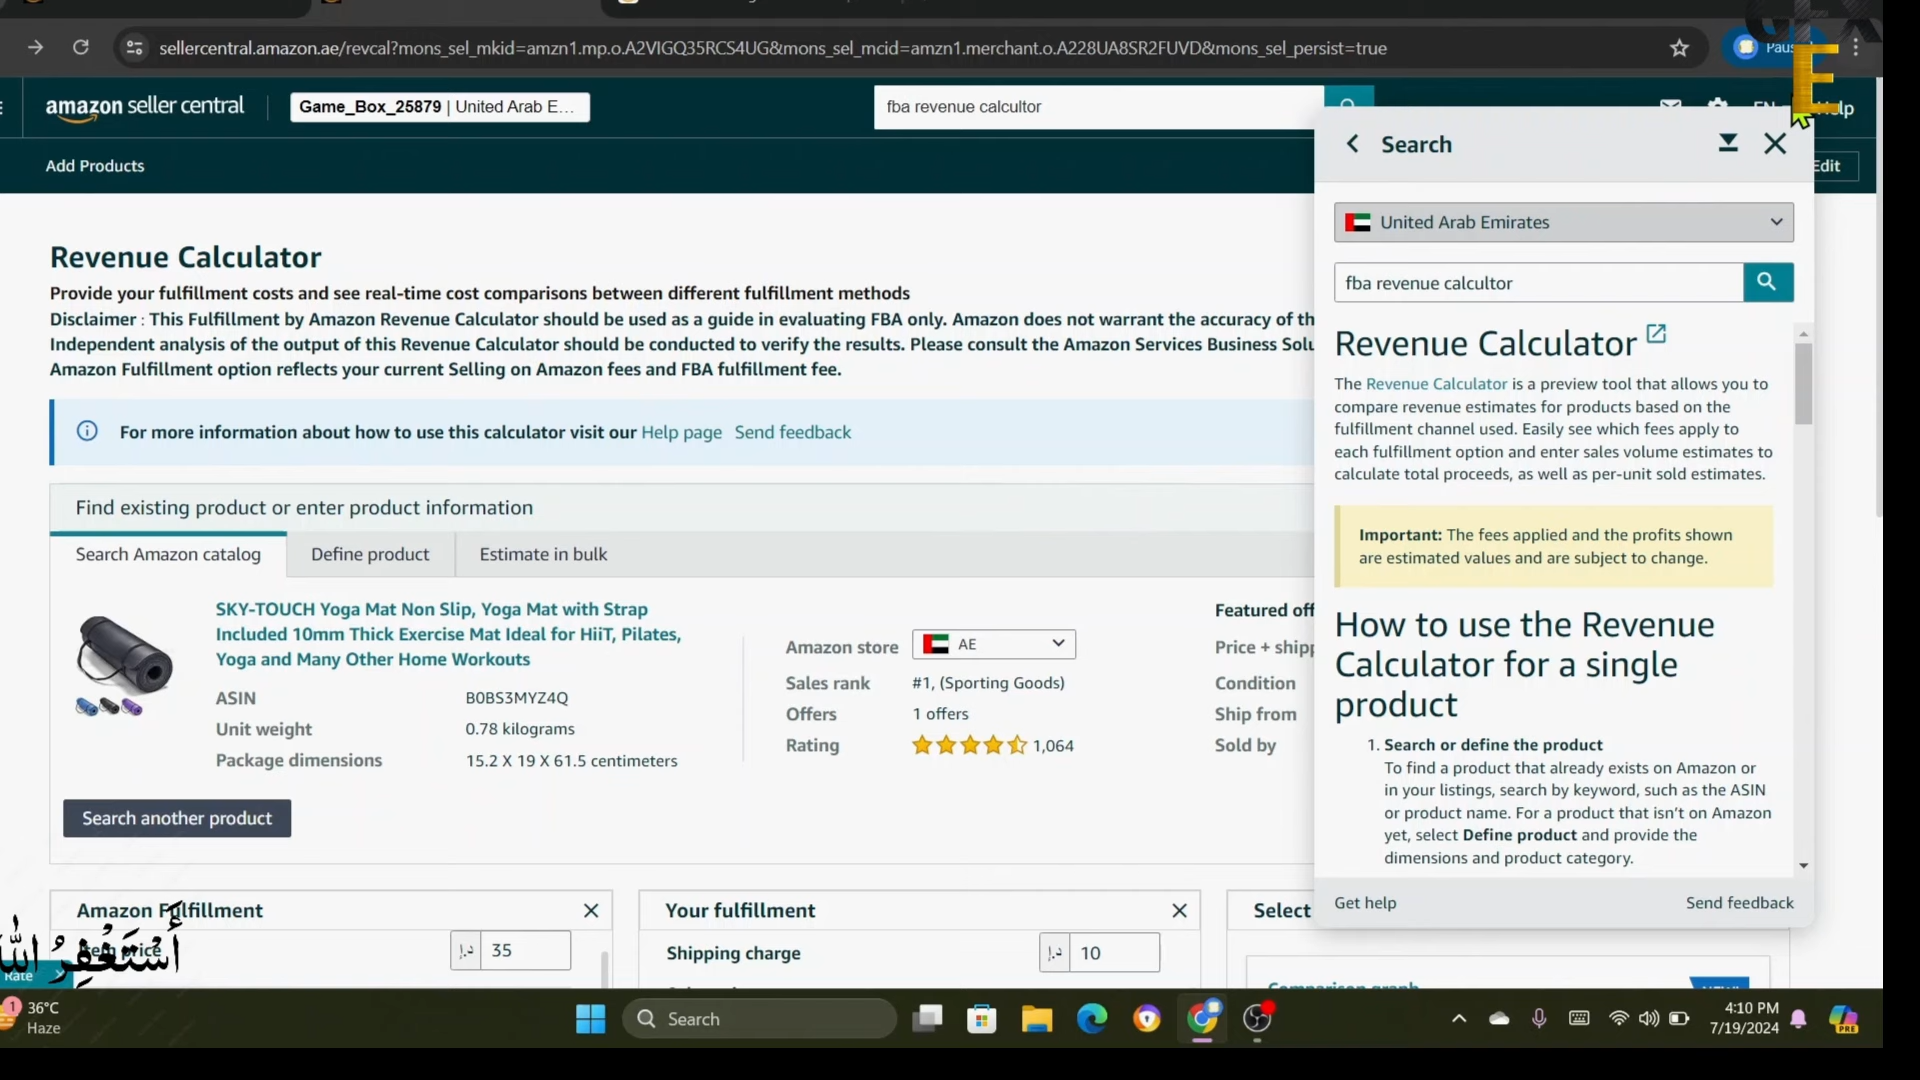 sellercentral.amazon.ae/revcal?mons_sel_mkid=amzn1.mp.o.A2VIGQ35RCS4UG&mons_sel_mcid=amzn1.merchant.o.A228UA8SR2FUVD&mons_sel_persist=true
amazon seller central
Game_Box_25879 | United Arab E...
fba revenue calcultor
EN
Help
Add Products
Edit
Revenue Calculator
Provide your fulfillment costs and see real-time cost comparisons between different fulfillment methods
Disclaimer : This Fulfillment by Amazon Revenue Calculator should be used as a guide in evaluating FBA only. Amazon does not warrant the accuracy of
Independent analysis of the output of this Revenue Calculator should be conducted to verify the results. Please consult the Amazon Services Business
Amazon Fulfillment option reflects your current Selling on Amazon fees and FBA fulfillment fee.
For more information about how to use this calculator visit our Help page Send feedback
Find existing product or enter product information
Search Amazon catalog
Define product
Estimate in bulk
SKY-TOUCH Yoga Mat Non Slip, Yoga Mat with Strap
Included 10mm Thick Exercise Mat Ideal for HiiT, Pilates,
Yoga and Many Other Home Workouts
ASIN B0BS3MYZ4Q
Unit weight 0.78 kilograms
Package dimensions 15.2 X 19 X 61.5 centimeters
Amazon store AE
Sales rank #1, (Sporting Goods)
Offers 1 offers
Rating 1,064
Featured
Price +
Condition
Ship from
Sold by
Search another product
Amazon Fulfillment
Item price د.إ 35
Your fulfillment
Shipping charge د.إ 10
Select
Comparison graph
NEW!
Search
United Arab Emirates
fba revenue calcultor
Revenue Calculator
The Revenue Calculator is a preview tool that allows you to
compare revenue estimates for products based on the
fulfillment channel used. Easily see which fees apply to
each fulfillment option and enter sales volume estimates to
calculate total proceeds, as well as per-unit sold estimates.
Important: The fees applied and the profits shown
are estimated values and are subject to change.
How to use the Revenue
Calculator for a single
product
1. Search or define the product
To find a product that already exists on Amazon or
in your listings, search by keyword, such as the ASIN
or product name. For a product that isn't on Amazon
yet, select Define product and provide the
dimensions and product category.
Get help
Send feedback
أَسْتَغْفِرُ اللّٰه
Rate
1
36°C
Haze
Search
4:10 PM
7/19/2024
PRE
E